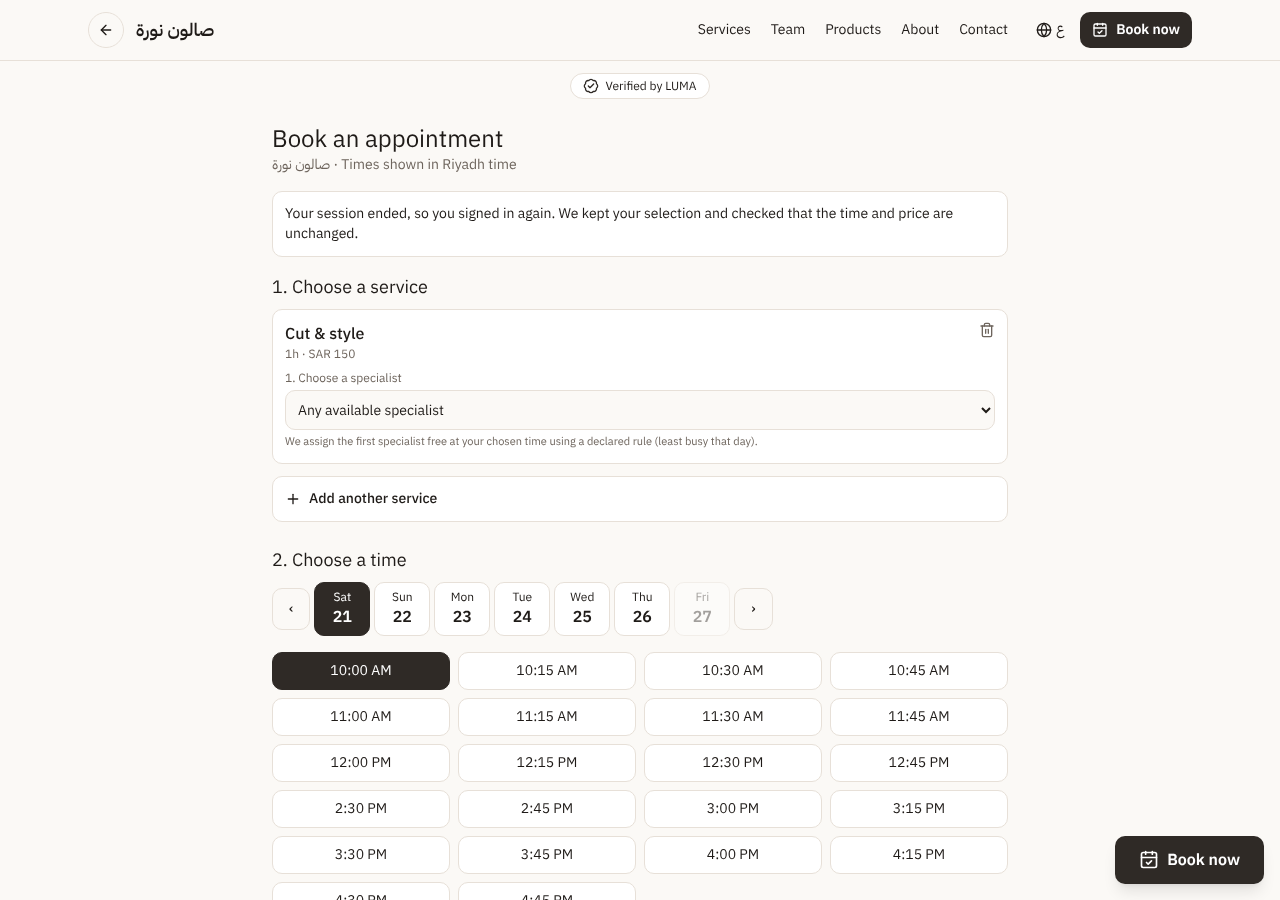 صالون نورة
Services
Team
Products
About
Contact
ع
Book now
Verified by LUMA
Book an appointment
صالون نورة · Times shown in Riyadh time
Your session ended, so you signed in again. We kept your selection and checked that the time and price are
unchanged.
1. Choose a service
Cut & style
1h · SAR 150
1. Choose a specialist
Any available specialist
We assign the first specialist free at your chosen time using a declared rule (least busy that day).
Add another service
2. Choose a time
‹
Sat
21
Sun
22
Mon
23
Tue
24
Wed
25
Thu
26
Fri
27
›
10:00 AM
10:15 AM
10:30 AM
10:45 AM
11:00 AM
11:15 AM
11:30 AM
11:45 AM
12:00 PM
12:15 PM
12:30 PM
12:45 PM
2:30 PM
2:45 PM
3:00 PM
3:15 PM
3:30 PM
3:45 PM
4:00 PM
4:15 PM
4:30 PM
4:45 PM
Book now